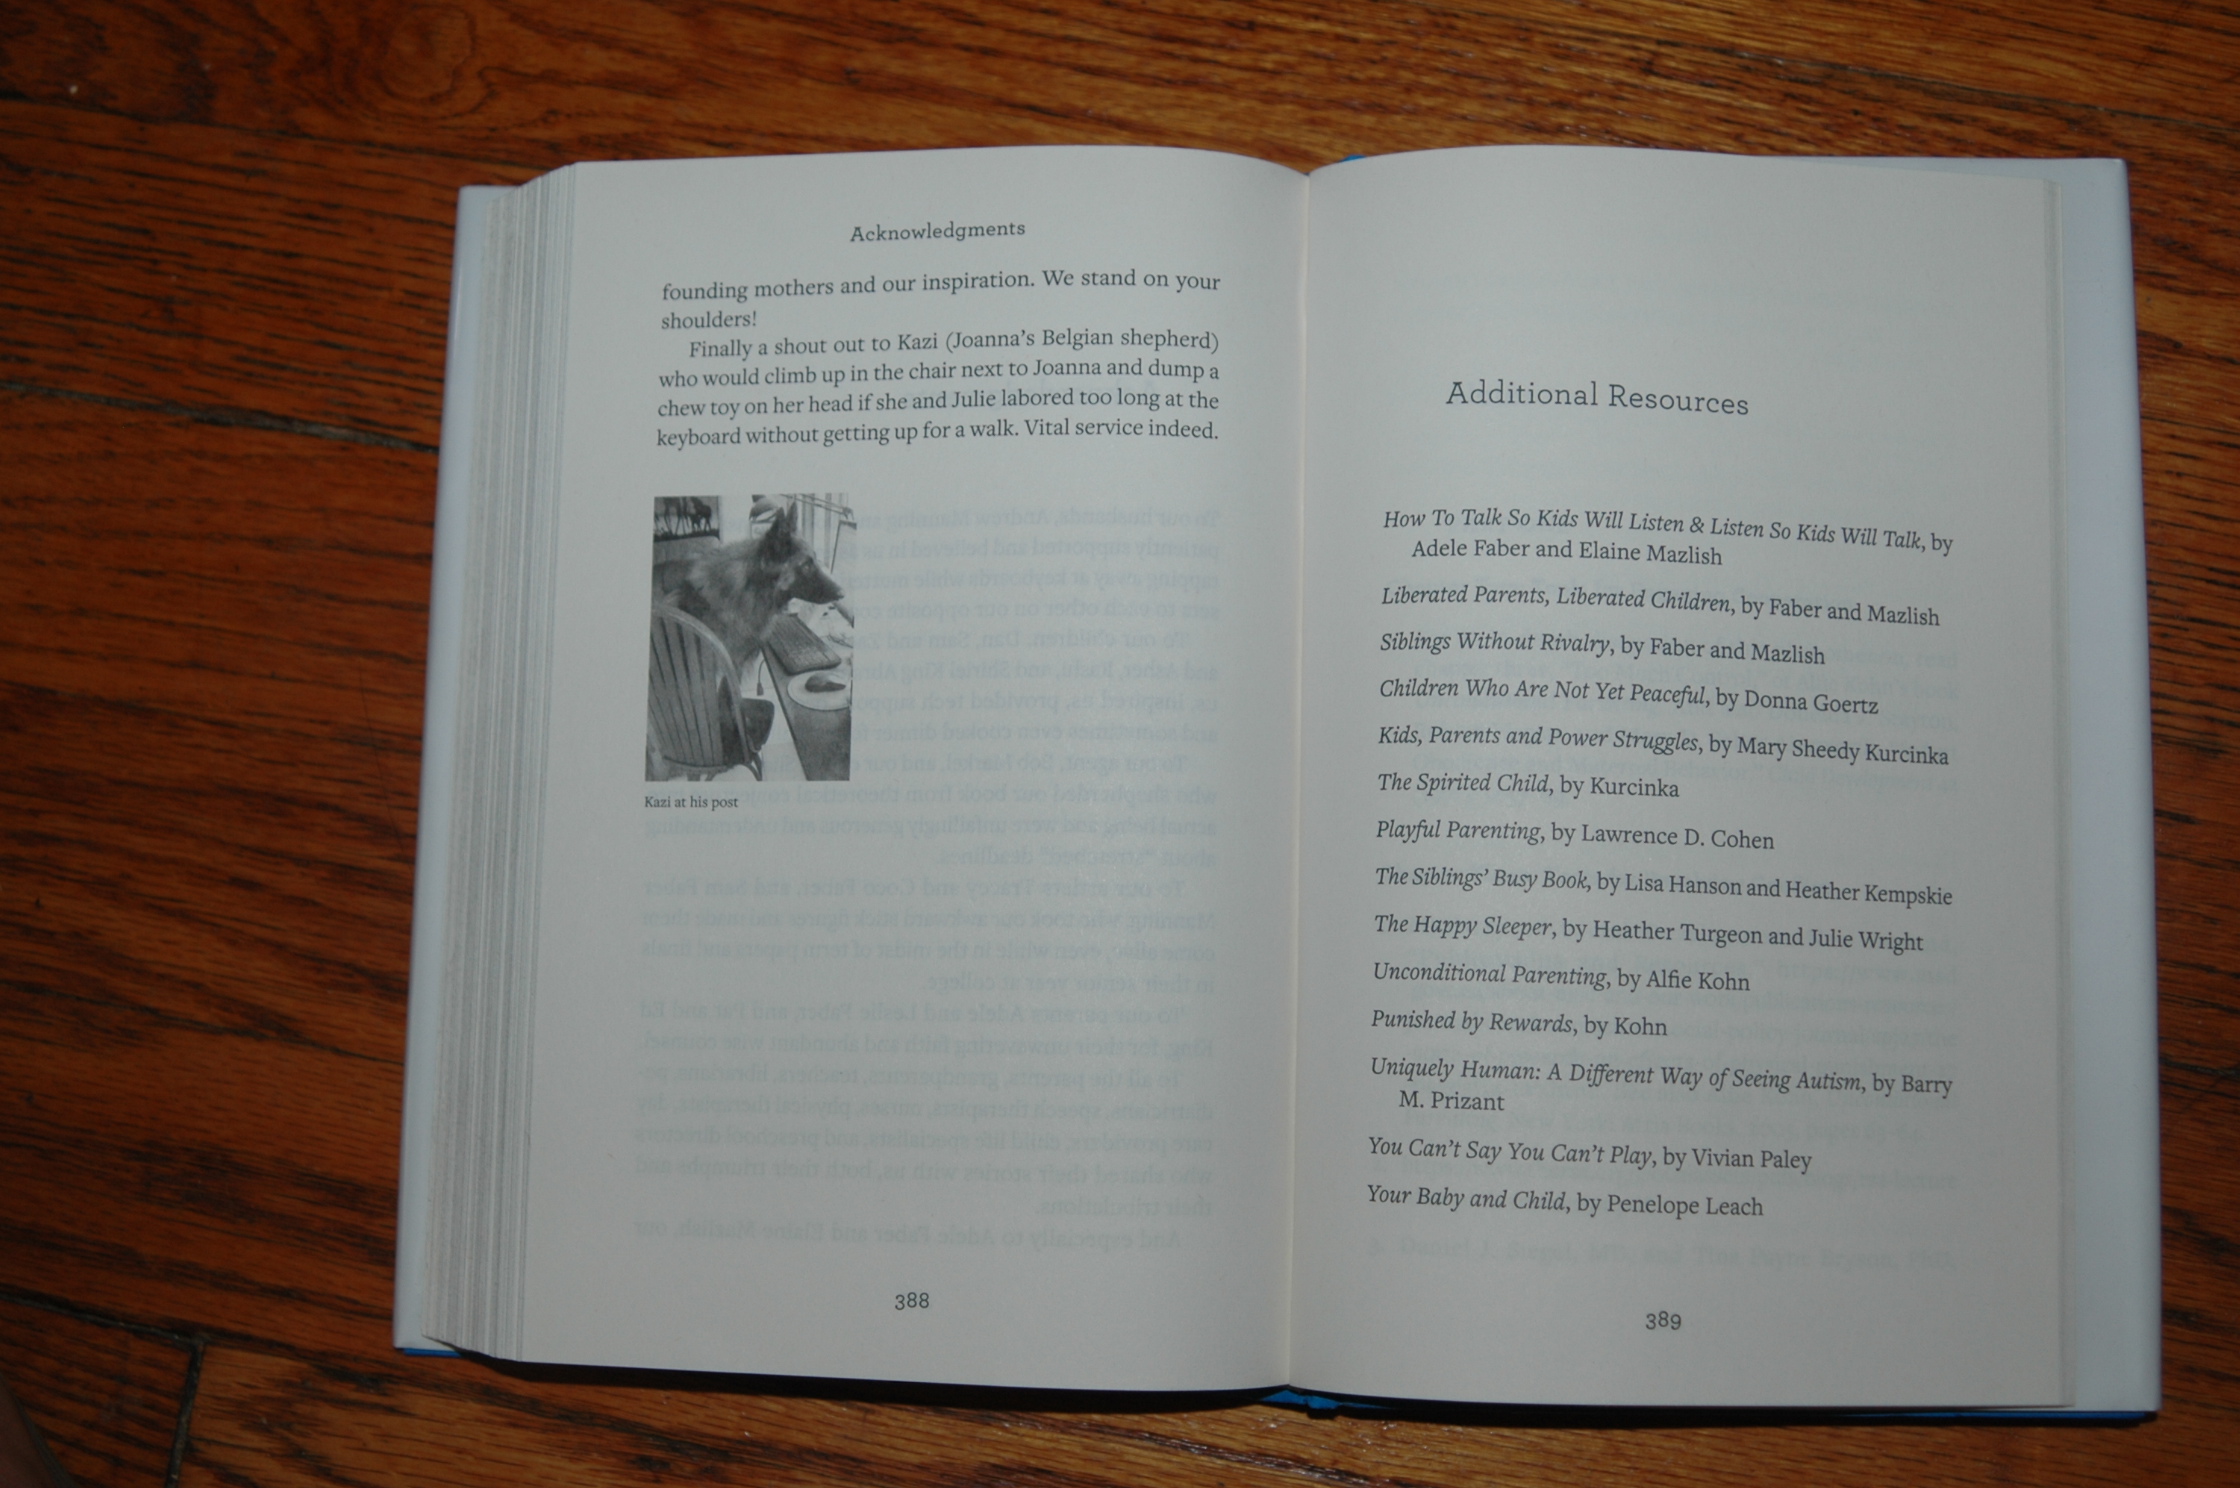 Acknowledgments
founding mothers and our inspiration. We stand on your
shoulders!
Finally a shout out to Kazi (Joanna's Belgian shepherd)
who would climb up in the chair next to Joanna and dump a
chew toy on her head if she and Julie labored too long at the
keyboard without getting up for a walk. Vital service indeed.
Kazi at his post
388
Additional Resources
How To Talk So Kids Will Listen & Listen So Kids Will Talk, by
Adele Faber and Elaine Mazlish
Liberated Parents, Liberated Children, by Faber and Mazlish
Siblings Without Rivalry, by Faber and Mazlish
Children Who Are Not Yet Peaceful, by Donna Goertz
Kids, Parents and Power Struggles, by Mary Sheedy Kurcinka
The Spirited Child, by Kurcinka
Playful Parenting, by Lawrence D. Cohen
The Siblings' Busy Book, by Lisa Hanson and Heather Kempskie
The Happy Sleeper, by Heather Turgeon and Julie Wright
Unconditional Parenting, by Alfie Kohn
Punished by Rewards, by Kohn
Uniquely Human: A Different Way of Seeing Autism, by Barry
M. Prizant
You Can't Say You Can't Play, by Vivian Paley
Your Baby and Child, by Penelope Leach
389